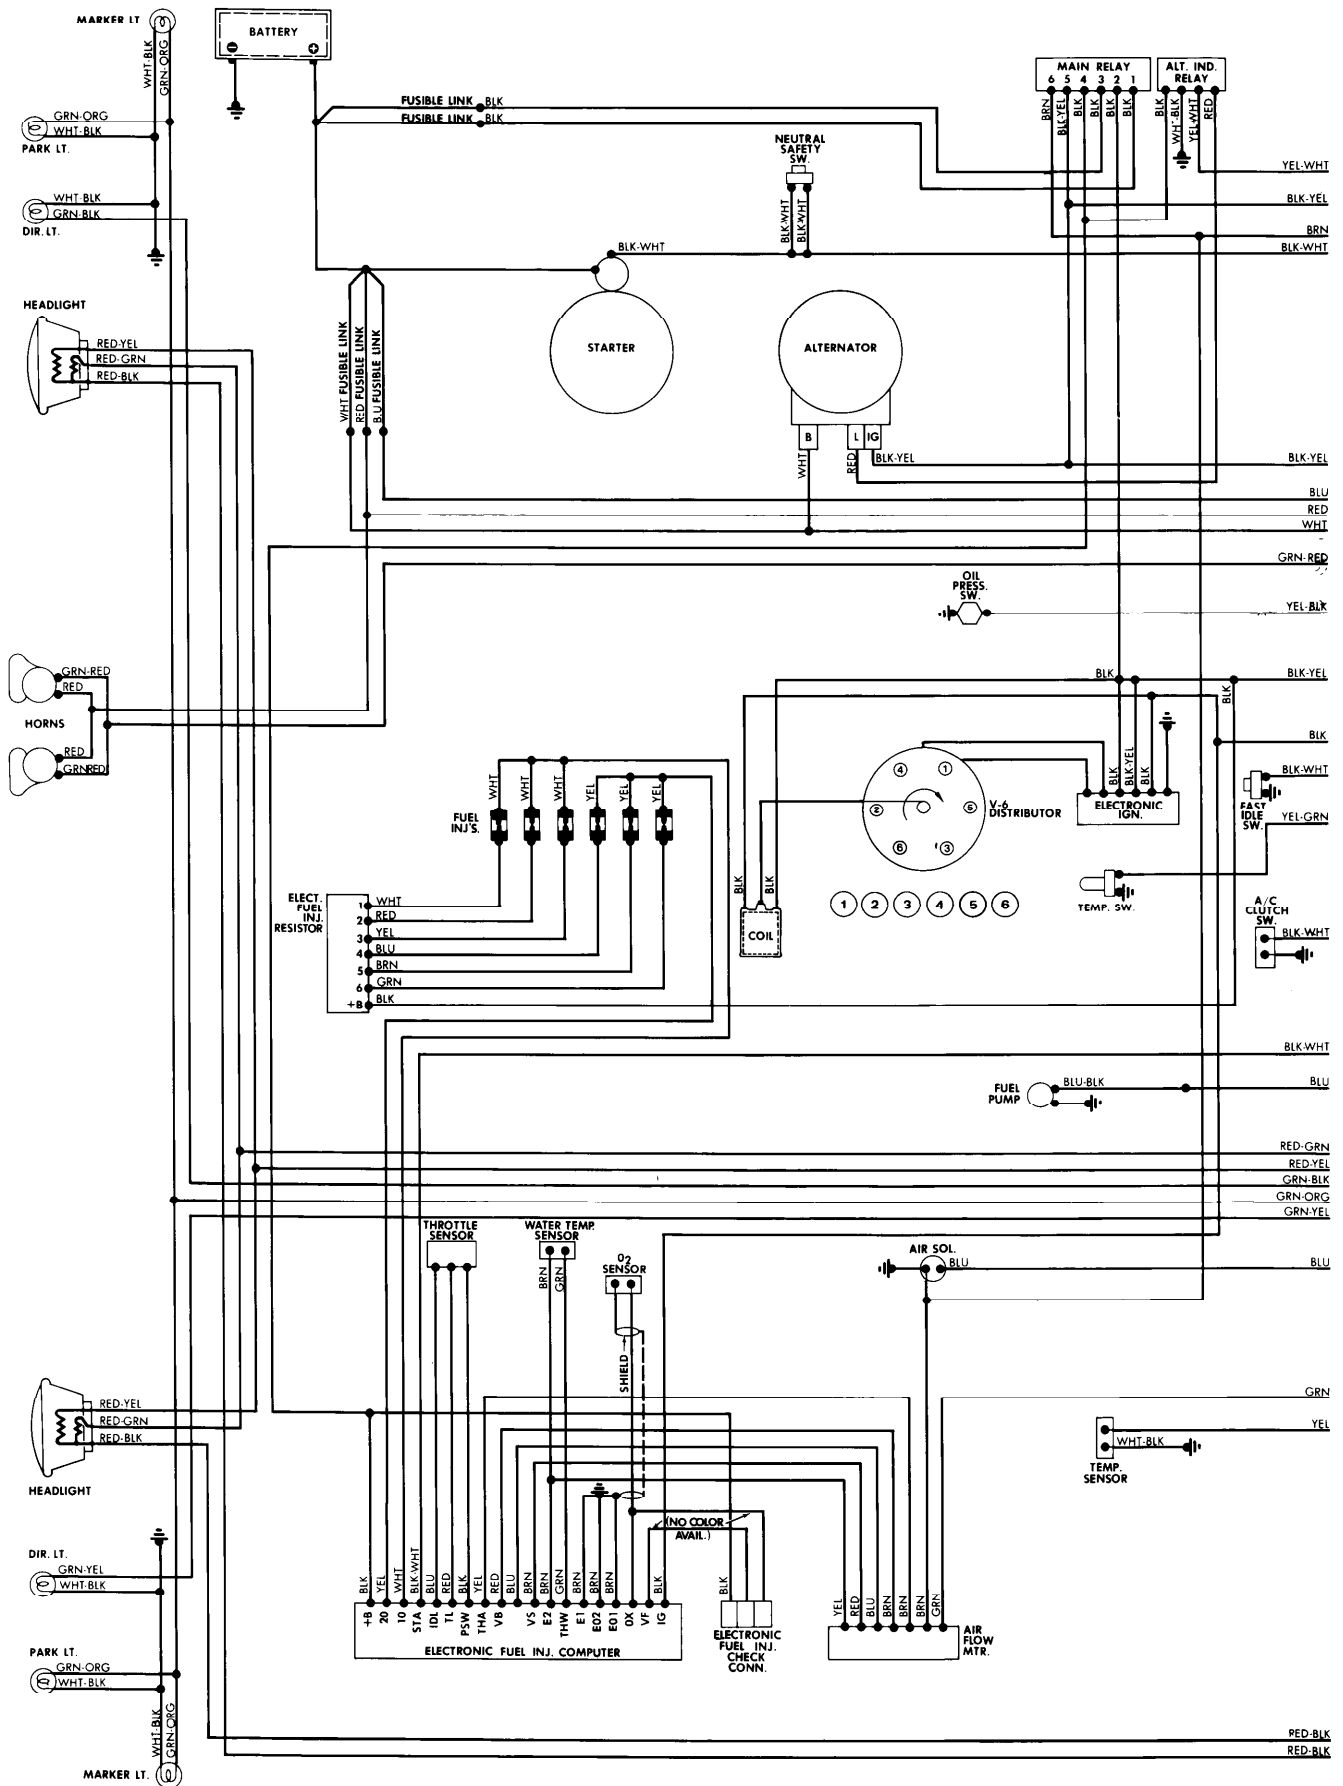 MARKER LT
WHT-BLK
GRN-ORG
BATTERY
GRN-ORG
WHT-BLK
PARK LT.
FUSIBLE LINK BLK
FUSIBLE LINK BLK
MAIN RELAY
6 5 4 3 2 1
ALT. IND.
RELAY
BRN
BLK-YEL
BLK
BLK
BLK
BLK
BLK
WHT-BLK
YEL-WHT
RED
NEUTRAL
SAFETY
SW.
YEL-WHT
BLK-YEL
BRN
BLK-WHT
WHT-BLK
GRN-BLK
DIR. LT.
BLK-WHT
BLK-WHT
BLK-WHT
HEADLIGHT
RED-YEL
RED-GRN
RED-BLK
WHT FUSIBLE LINK
RED FUSIBLE LINK
FUSIBLE LINK
STARTER
ALTERNATOR
B
L
IG
WHT
RED
BLK-YEL
BLK-YEL
BLU
RED
WHT
GRN-RED
OIL
PRESS.
SW.
YEL-BLK
GRN-RED
RED
HORNS
RED
GRN-RED
BLK
BLK
BLK-YEL
BLK
WHT
WHT
WHT
YEL
YEL
YEL
FUEL
INJ'S.
4
1
2
5
6
3
V-6
DISTRIBUTOR
BLK
BLK-YEL
BLK
ELECTRONIC
IGN.
BLK-WHT
FAST
IDLE
SW.
YEL-GRN
TEMP. SW.
A/C
CLUTCH
SW.
BLK-WHT
BLK
BLK
COIL
1 2 3 4 5 6
ELECT.
FUEL
INJ.
RESISTOR
1 WHT
2 RED
3 YEL
4 BLU
5 BRN
6 GRN
+B BLK
BLK-WHT
FUEL
PUMP
BLU-BLK
BLU
RED-GRN
RED-YEL
GRN-BLK
GRN-ORG
GRN-YEL
THROTTLE
SENSOR
WATER TEMP.
SENSOR
BRN
GRN
O2
SENSOR
SHIELD
AIR SOL.
BLU
BLU
GRN
YEL
WHT-BLK
TEMP.
SENSOR
RED-YEL
RED-GRN
RED-BLK
HEADLIGHT
(NO COLOR
AVAIL.)
DIR. LT.
GRN-YEL
WHT-BLK
BLK
YEL
WHT
BLK-WHT
BLU
RED
BLK
YEL
RED
BLU
BRN
BRN
GRN
BRN
BRN
BRN
BLK
BLK
YEL
RED
BLU
BRN
BRN
BRN
GRN
+B
20
10
STA
IDL
TL
PSW
THA
VB
VS
E2
THW
E1
E02
E01
OX
VF
IG
ELECTRONIC FUEL INJ. COMPUTER
ELECTRONIC
FUEL INJ.
CHECK
CONN.
AIR
FLOW
MTR.
PARK LT.
GRN-ORG
WHT-BLK
WHT-BLK
GRN-ORG
MARKER LT.
RED-BLK
RED-BLK